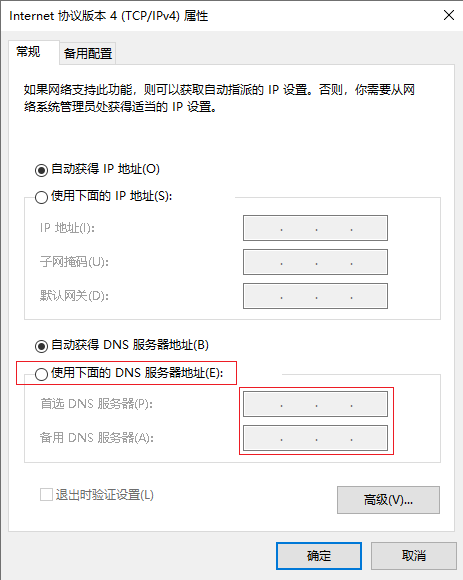 Internet 协议版本 4 (TCP/IPv4) 属性
常规
备用配置
如果网络支持此功能，则可以获取自动指派的 IP 设置。否则，你需要从网
络系统管理员处获得适当的 IP 设置。
自动获得 IP 地址(O)
使用下面的 IP 地址(S):
IP 地址(I):
子网掩码(U):
默认网关(D):
自动获得 DNS 服务器地址(B)
使用下面的 DNS 服务器地址(E):
首选 DNS 服务器(P):
备用 DNS 服务器(A):
退出时验证设置(L)
高级(V)...
确定
取消